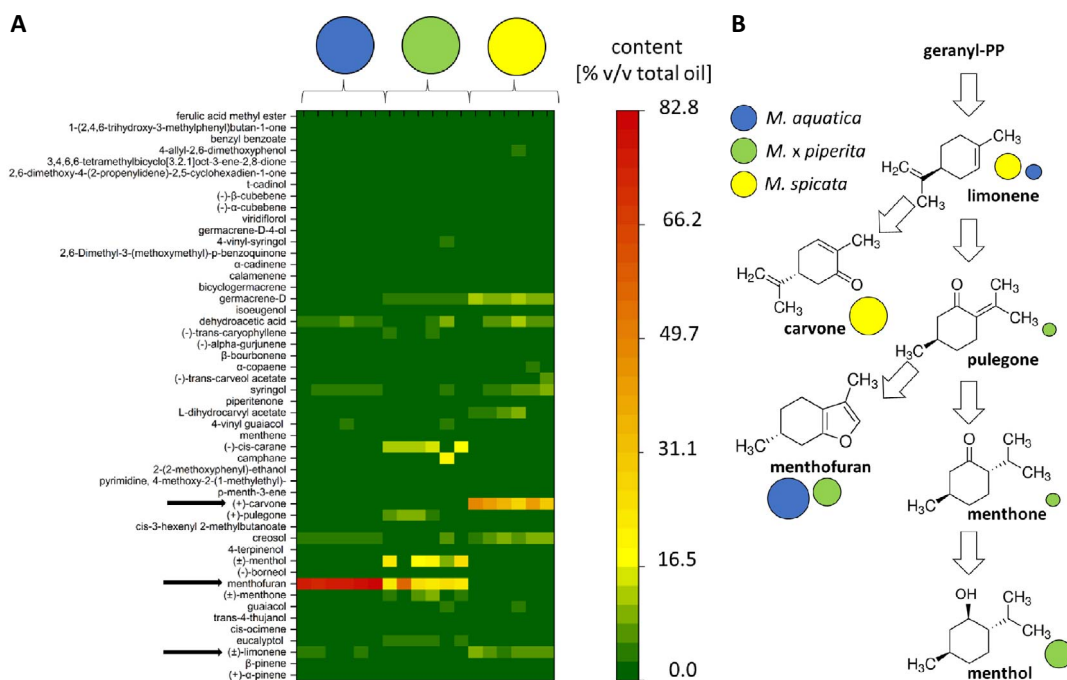 A
content
[% v/v total oil]
ferulic acid methyl ester
1-(2,4,6-trihydroxy-3-methylphenyl)butan-1-one
benzyl benzoate
4-allyl-2,6-dimethoxyphenol
3,4,6,6-tetramethylbicyclo[3.2.1]oct-3-ene-2,8-dione
2,6-dimethoxy-4-(2-propenylidene)-2,5-cyclohexadien-1-one
t-cadinol
(-)-β-cubebene
(-)-α-cubebene
viridiflorol
germacrene-D-4-ol
4-vinyl-syringol
2,6-Dimethyl-3-(methoxymethyl)-p-benzoquinone
α-cadinene
calamenene
bicyclogermacrene
germacrene-D
isoeugenol
dehydroacetic acid
(-)-trans-caryophyllene
(-)-alpha-gurjunene
β-bourbonene
α-copaene
(-)-trans-carveol acetate
syringol
piperitenone
L-dihydrocarvyl acetate
4-vinyl guaiacol
menthene
(-)-cis-carane
camphane
2-(2-methoxyphenyl)-ethanol
pyrimidine, 4-methoxy-2-(1-methylethyl)-
p-menth-3-ene
(+)-carvone
(+)-pulegone
cis-3-hexenyl 2-methylbutanoate
creosol
4-terpinenol
(±)-menthol
(-)-borneol
menthofuran
(±)-menthone
guaiacol
trans-4-thujanol
cis-ocimene
eucalyptol
(±)-limonene
β-pinene
(+)-α-pinene
82.8
66.2
49.7
31.1
16.5
0.0
B
geranyl-PP
M. aquatica
M. x piperita
M. spicata
CH₃
H₂C
CH₃
limonene
CH₃
H₂C
O
CH₃
carvone
O
CH₃
CH₃
H₃C
pulegone
CH₃
O
H₃C
menthofuran
O
CH₃
CH₃
H₃C
menthone
OH
CH₃
CH₃
H₃C
menthol